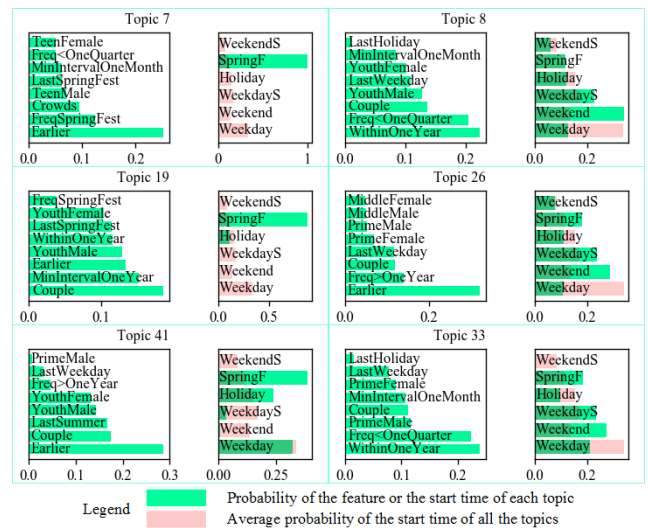 Topic 7
TeenFemale
Freq<OneQuarter
MinIntervalOneMonth
LastSpringFest
TeenMale
Crowds
FreqSpringFest
Earlier
0.0 0.1 0.2
WeekendS
SpringF
Holiday
WeekdayS
Weekend
Weekday
0 1
Topic 8
LastHoliday
MinIntervalOneMonth
YouthFemale
LastWeekday
YouthMale
Couple
Freq<OneQuarter
WithinOneYear
0.0 0.1 0.2
WeekendS
SpringF
Holiday
WeekdayS
Weekend
Weekday
0.0 0.2
Topic 19
FreqSpringFest
YouthFemale
LastSpringFest
WithinOneYear
YouthMale
Earlier
MinIntervalOneYear
Couple
0.0 0.1
WeekendS
SpringF
Holiday
WeekdayS
Weekend
Weekday
0.0 0.5
Topic 26
MiddleFemale
MiddleMale
PrimeMale
PrimeFemale
LastWeekday
Couple
Freq>OneYear
Earlier
0.0 0.2
WeekendS
SpringF
Holiday
WeekdayS
Weekend
Weekday
0.0 0.2
Topic 41
PrimeMale
LastWeekday
Freq>OneYear
YouthFemale
YouthMale
LastSummer
Couple
Earlier
0.0 0.1 0.2 0.3
WeekendS
SpringF
Holiday
WeekdayS
Weekend
Weekday
0.0 0.2
Topic 33
LastHoliday
LastWeekday
PrimeFemale
MinIntervalOneMonth
Couple
PrimeMale
Freq<OneQuarter
WithinOneYear
0.0 0.1 0.2
WeekendS
SpringF
Holiday
WeekdayS
Weekend
Weekday
0.0 0.2
Legend
Probability of the feature or the start time of each topic
Average probability of the start time of all the topics